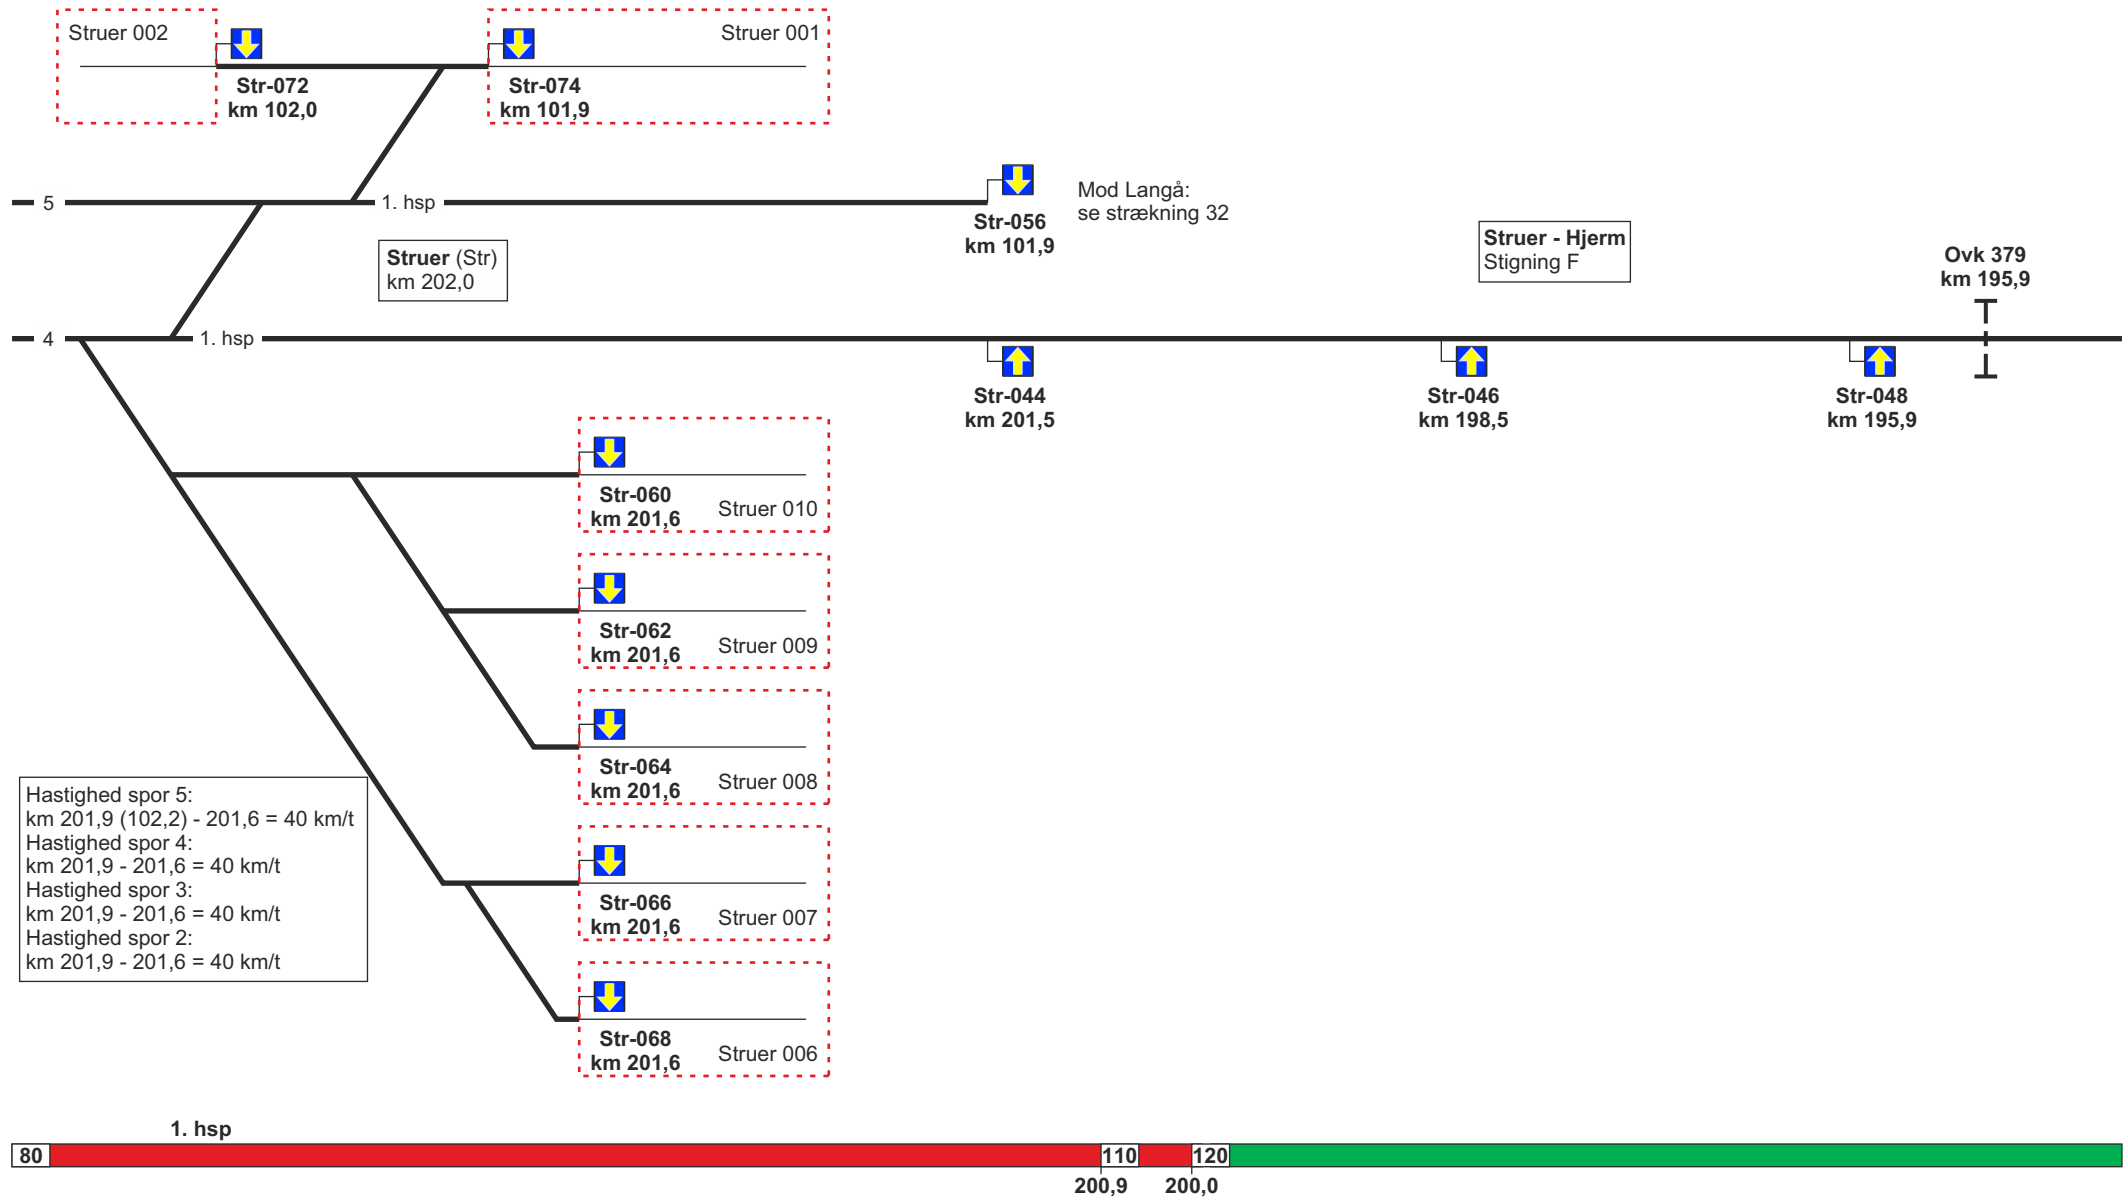 Struer 002
Struer 001
Str-072
km 102,0
Str-074
km 101,9
5
1. hsp
Str-056
km 101,9
Mod Langå:
se strækning 32
Struer (Str)
km 202,0
Struer - Hjerm
Stigning F
Ovk 379
km 195,9
4
1. hsp
Str-044
km 201,5
Str-046
km 198,5
Str-048
km 195,9
Str-060
km 201,6
Struer 010
Str-062
km 201,6
Struer 009
Str-064
km 201,6
Struer 008
Hastighed spor 5:
km 201,9 (102,2) - 201,6 = 40 km/t
Hastighed spor 4:
km 201,9 - 201,6 = 40 km/t
Hastighed spor 3:
km 201,9 - 201,6 = 40 km/t
Hastighed spor 2:
km 201,9 - 201,6 = 40 km/t
Str-066
km 201,6
Struer 007
Str-068
km 201,6
Struer 006
1. hsp
80
110
120
200,9
200,0